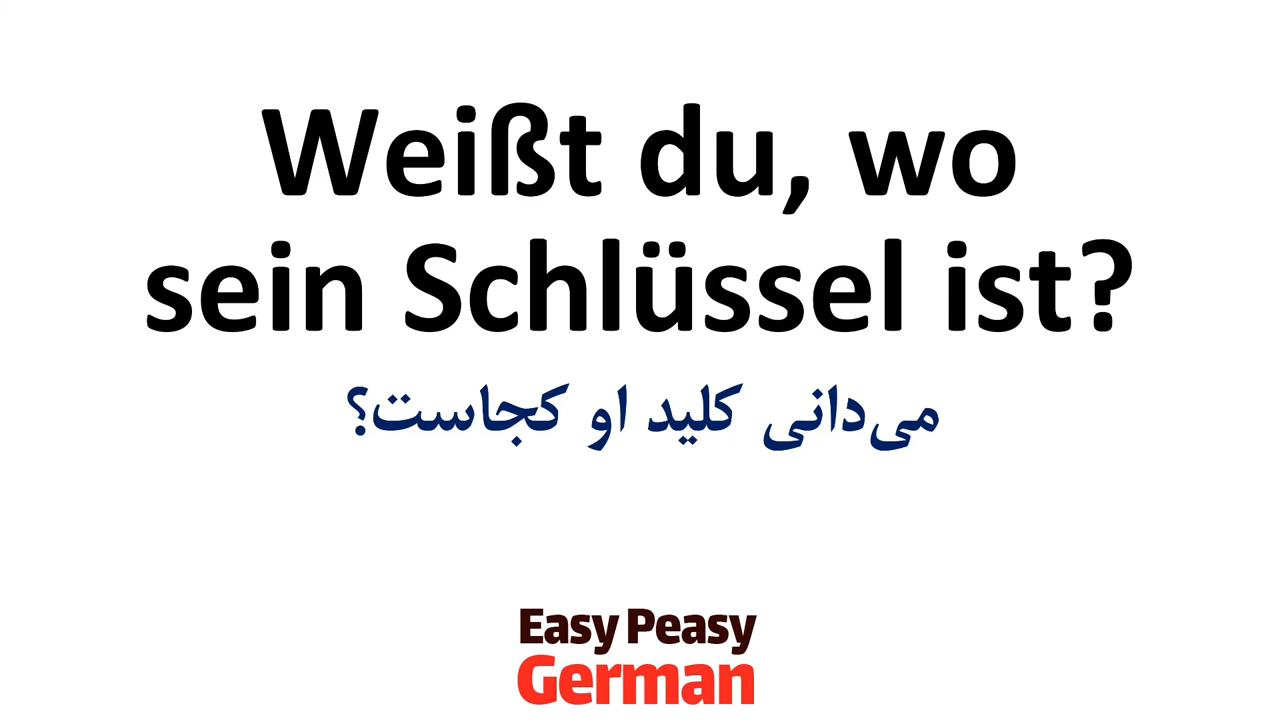 Weißt du, wo
sein Schlüssel ist?
می‌دانی کلید او کجاست؟
Easy Peasy
German